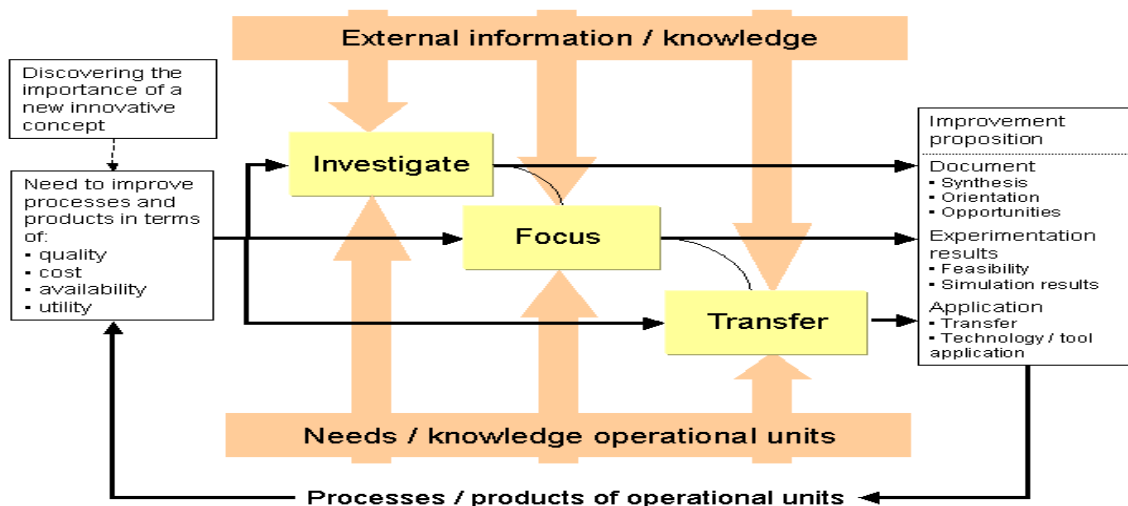 External information / knowledge
Discovering the
importance of a
new innovative
concept
Need to improve
processes and
products in terms
of:
▪ quality
▪ cost
▪ availability
▪ utility
Investigate
Focus
Transfer
Improvement
proposition
Document
▪ Synthesis
▪ Orientation
▪ Opportunities
Experimentation
results
▪ Feasibility
▪ Simulation results
Application
▪ Transfer
▪ Technology / tool
application
Needs / knowledge operational units
Processes / products of operational units